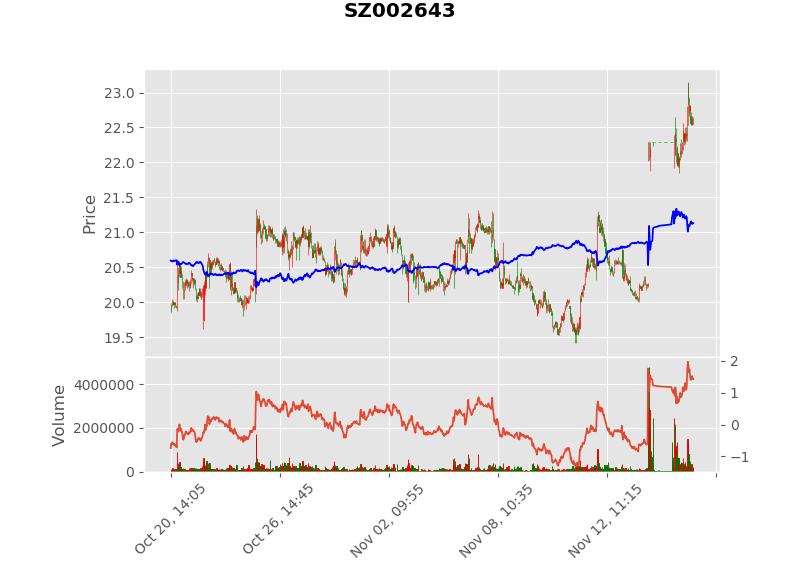 SZ002643
23.0
22.5
22.0
21.5
21.0
20.5
20.0
19.5
Price
4000000
2000000
0
Volume
2
1
0
−1
Oct 20, 14:05
Oct 26, 14:45
Nov 02, 09:55
Nov 08, 10:35
Nov 12, 11:15